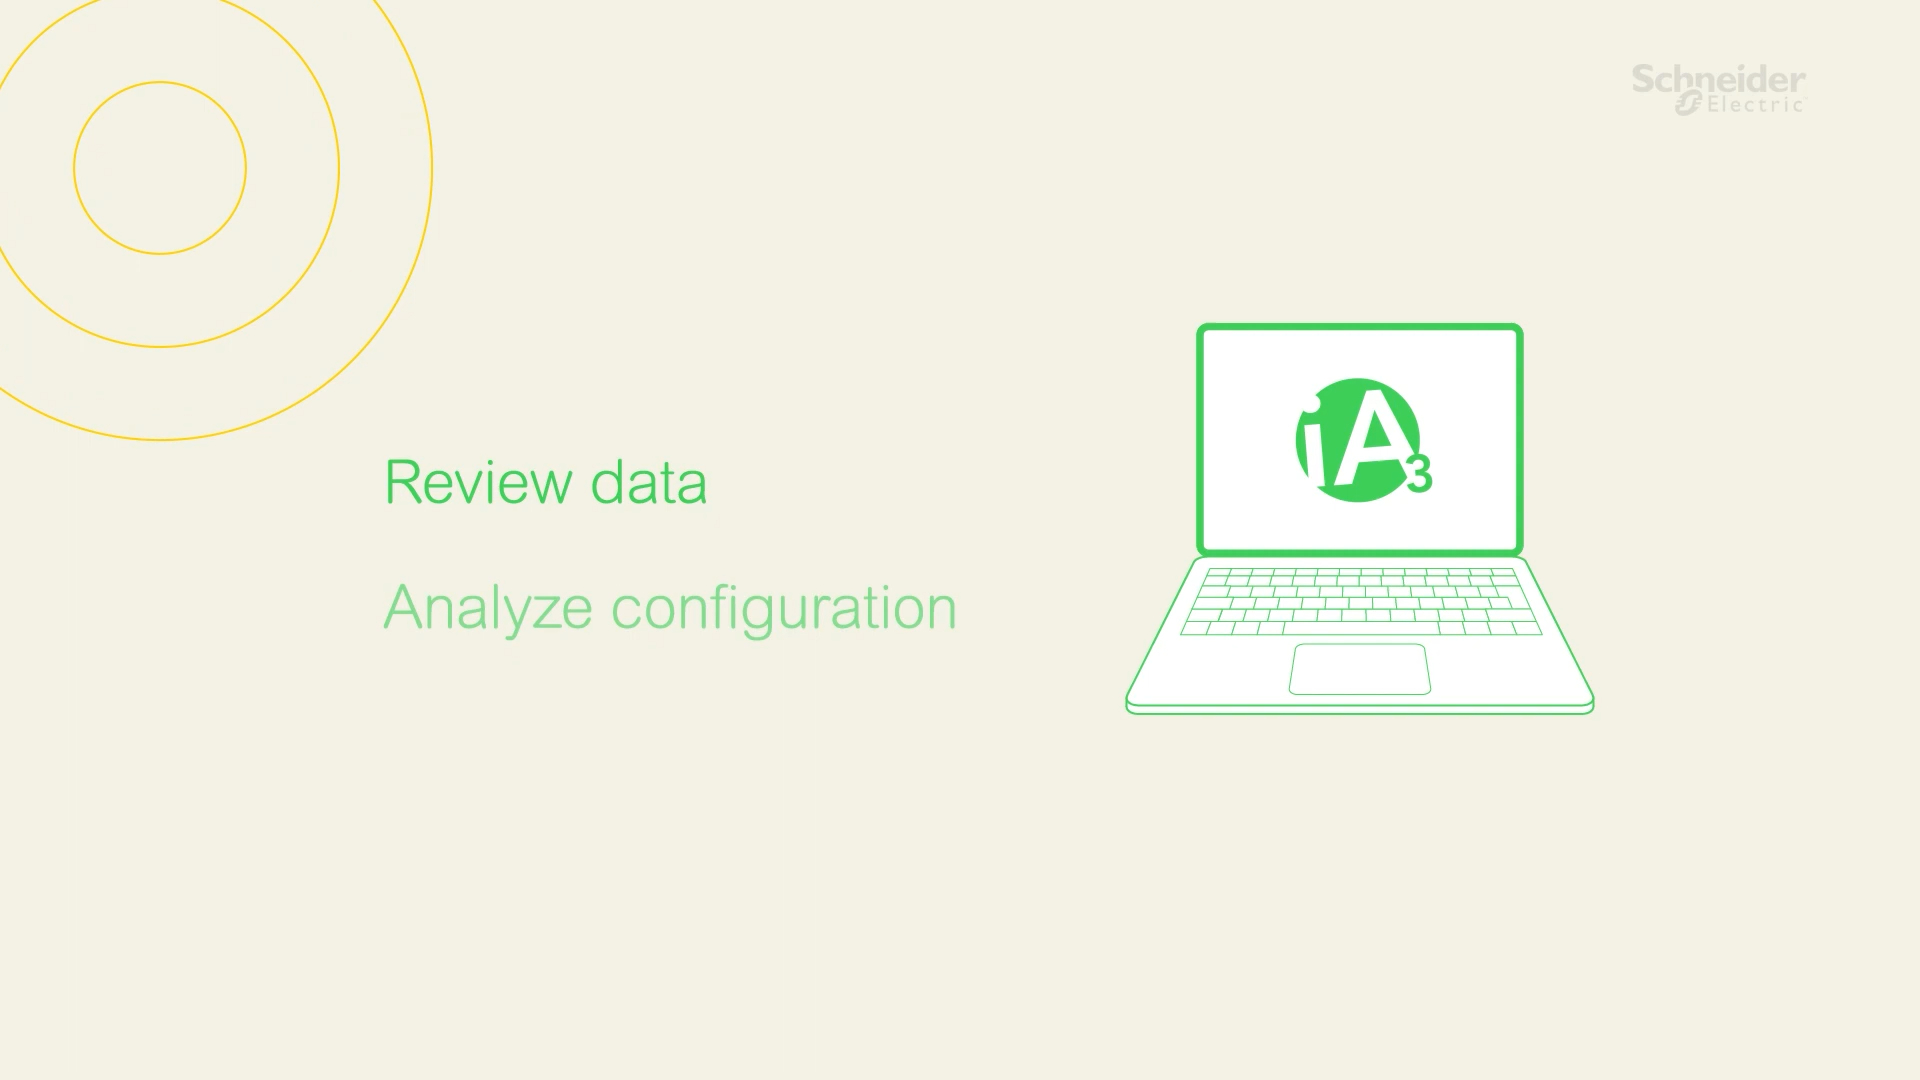 Schneider
Electric
Review data
Analyze configuration
iA3